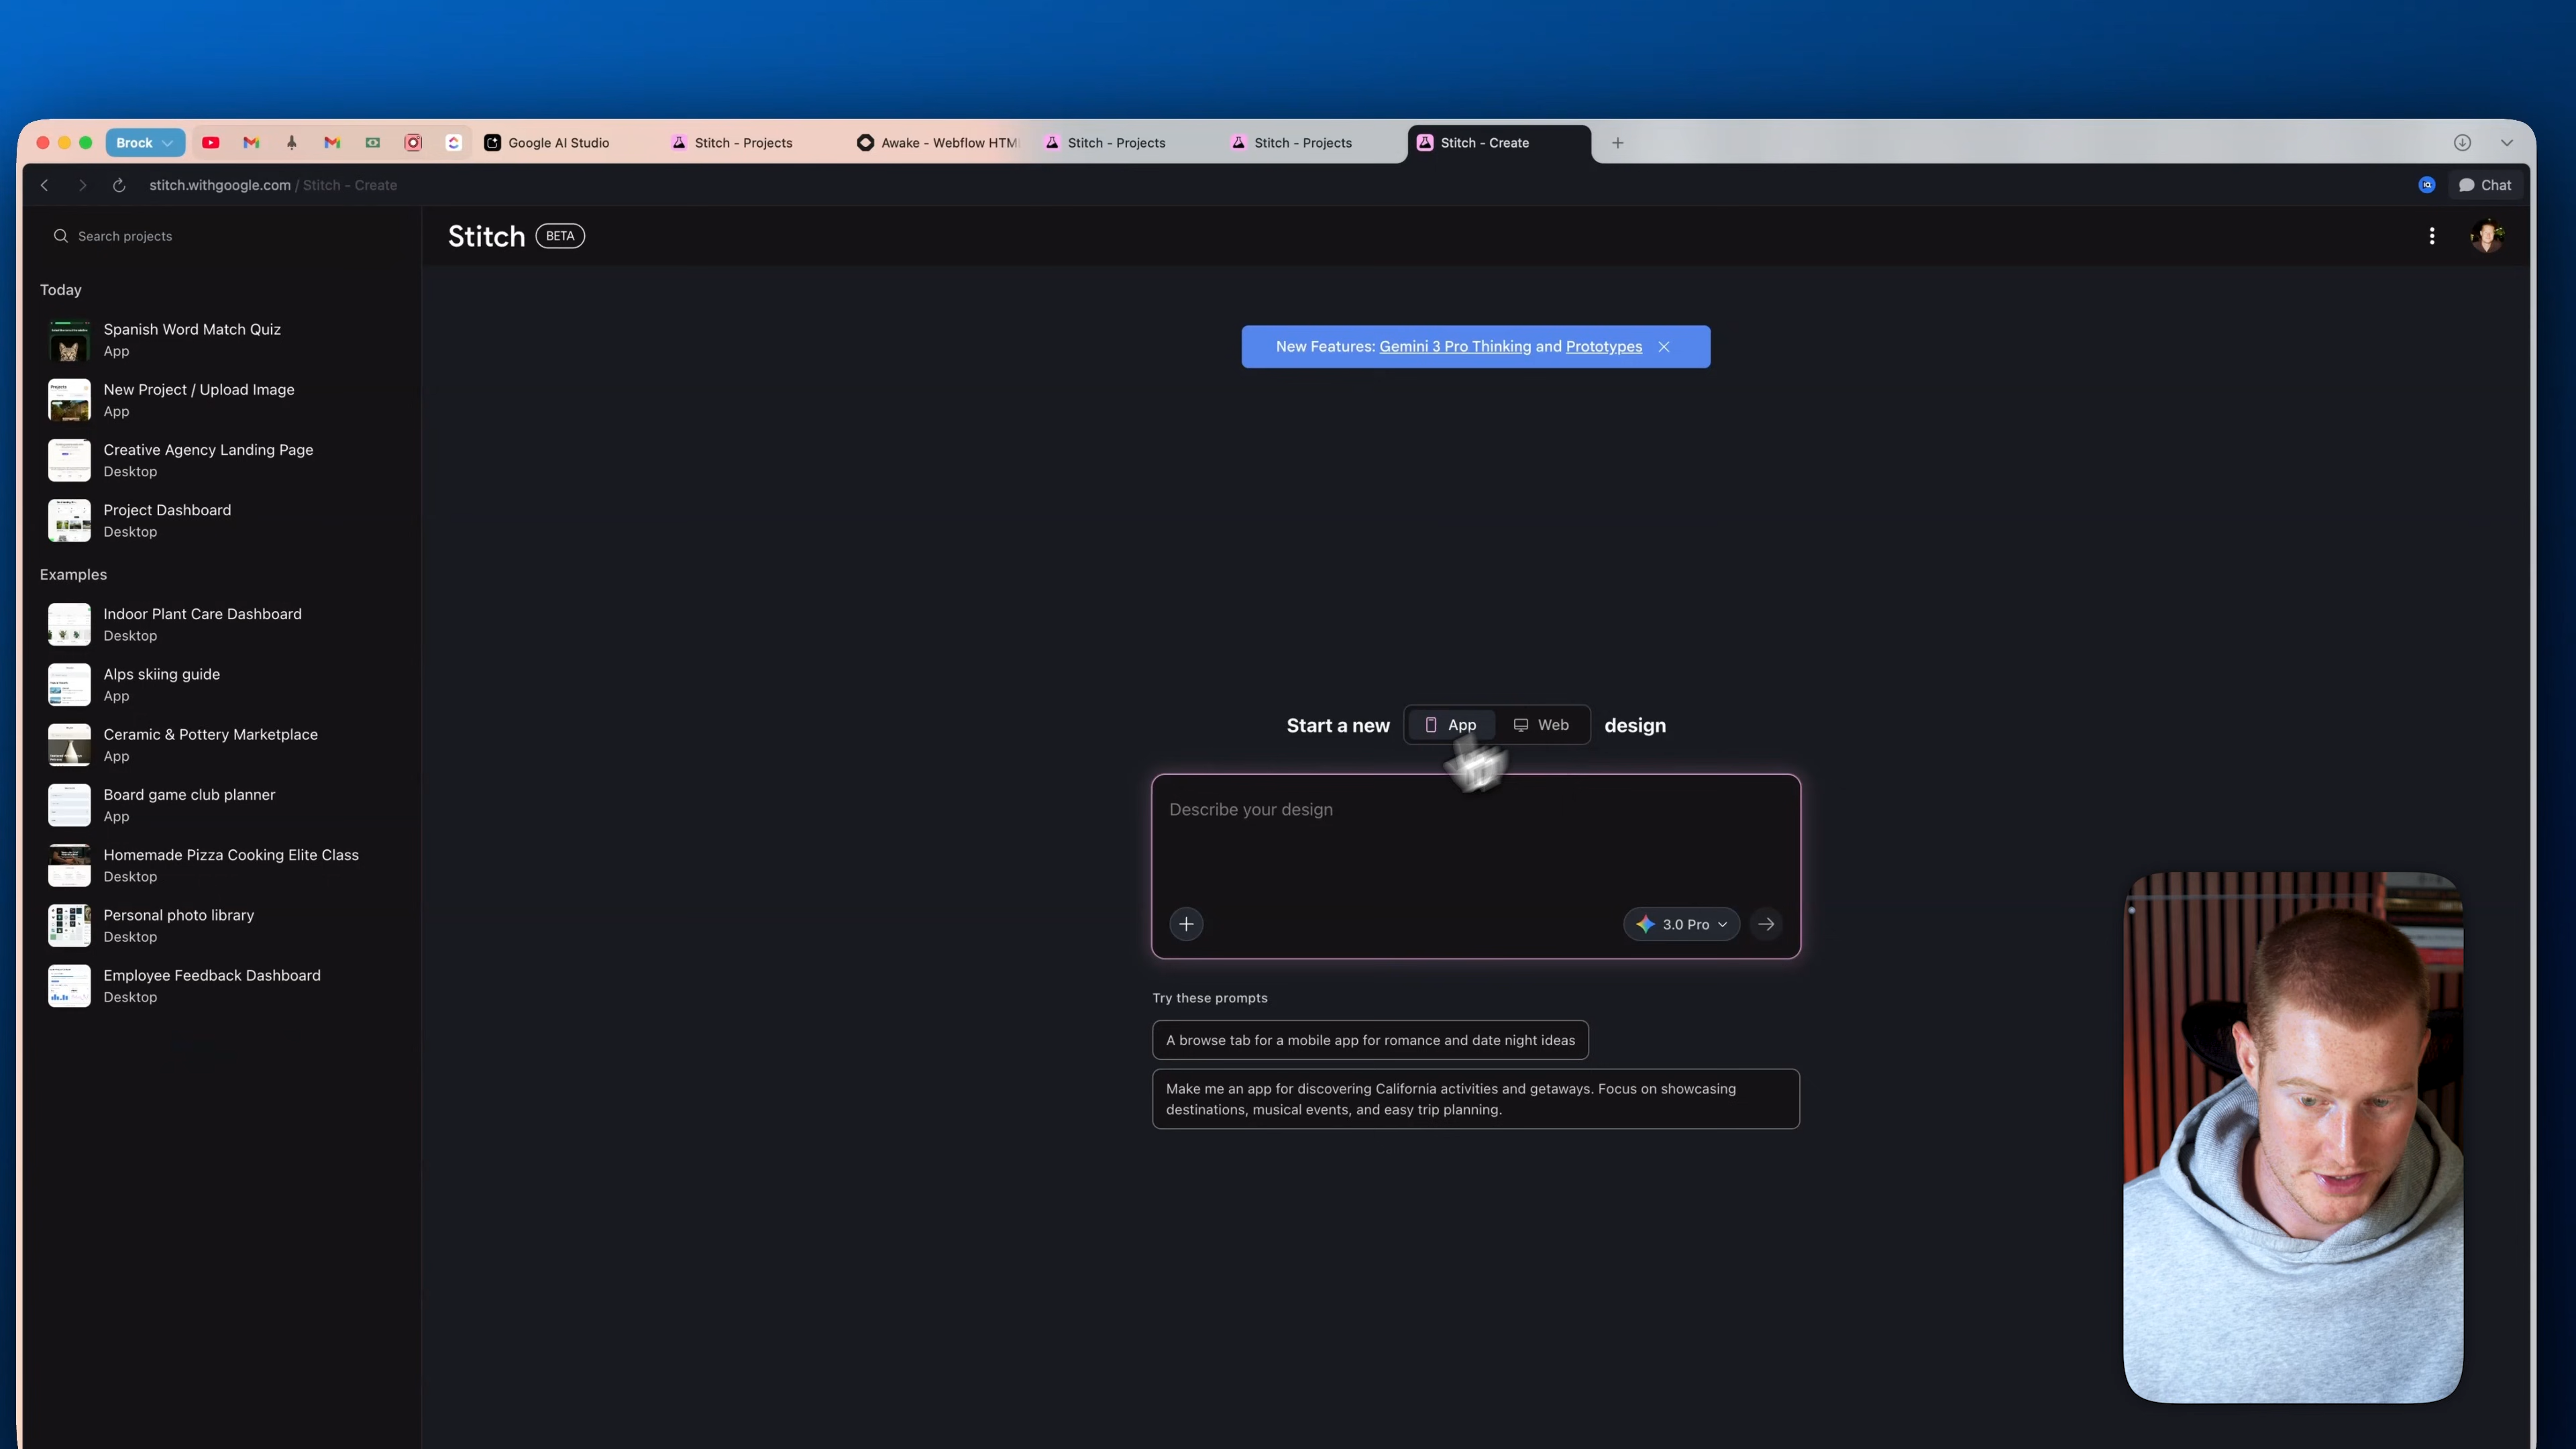 Brock
Google AI Studio
Stitch - Projects
Awake - Webflow HTM
Stitch - Projects
Stitch - Projects
Stitch - Create
stitch.withgoogle.com / Stitch - Create
Chat
Search projects
Stitch
BETA
Today
Spanish Word Match Quiz
App
New Project / Upload Image
App
Creative Agency Landing Page
Desktop
Project Dashboard
Desktop
Examples
Indoor Plant Care Dashboard
Desktop
Alps skiing guide
App
Ceramic & Pottery Marketplace
App
Board game club planner
App
Homemade Pizza Cooking Elite Class
Desktop
Personal photo library
Desktop
Employee Feedback Dashboard
Desktop
New Features: Gemini 3 Pro Thinking and Prototypes
Start a new App Web design
Describe your design
3.0 Pro
Try these prompts
A browse tab for a mobile app for romance and date night ideas
Make me an app for discovering California activities and getaways. Focus on showcasing
destinations, musical events, and easy trip planning.